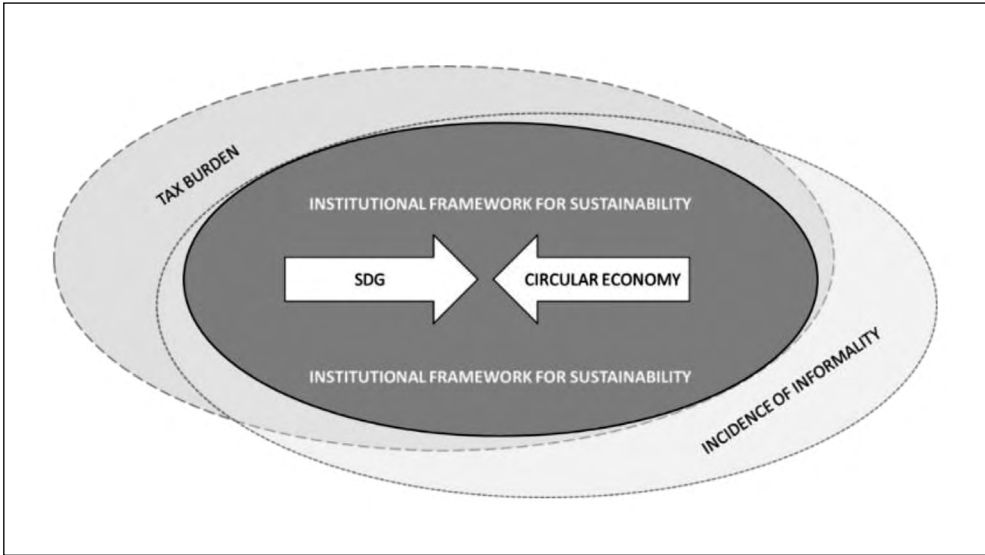 TAX BURDEN
INSTITUTIONAL FRAMEWORK FOR SUSTAINABILITY
SDG
CIRCULAR ECONOMY
INSTITUTIONAL FRAMEWORK FOR SUSTAINABILITY
INCIDENCE OF INFORMALITY